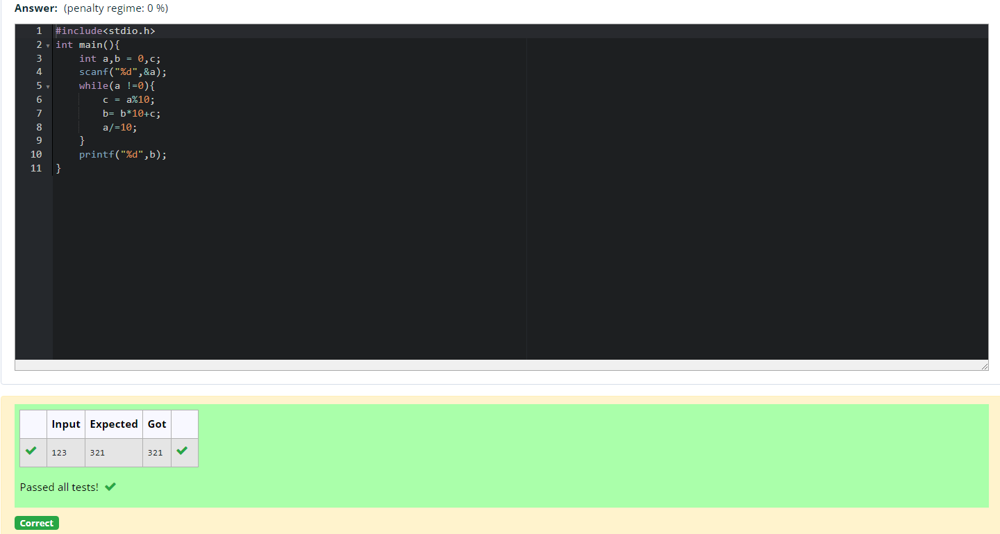 Answer: (penalty regime: 0 %)
1 #include<stdio.h>
2 int main(){
3     int a,b = 0,c;
4     scanf("%d",&a);
5     while(a !=0){
6         c = a%10;
7         b= b*10+c;
8         a/=10;
9     }
10     printf("%d",b);
11 }
Input Expected Got
123 321 321
Passed all tests!
Correct